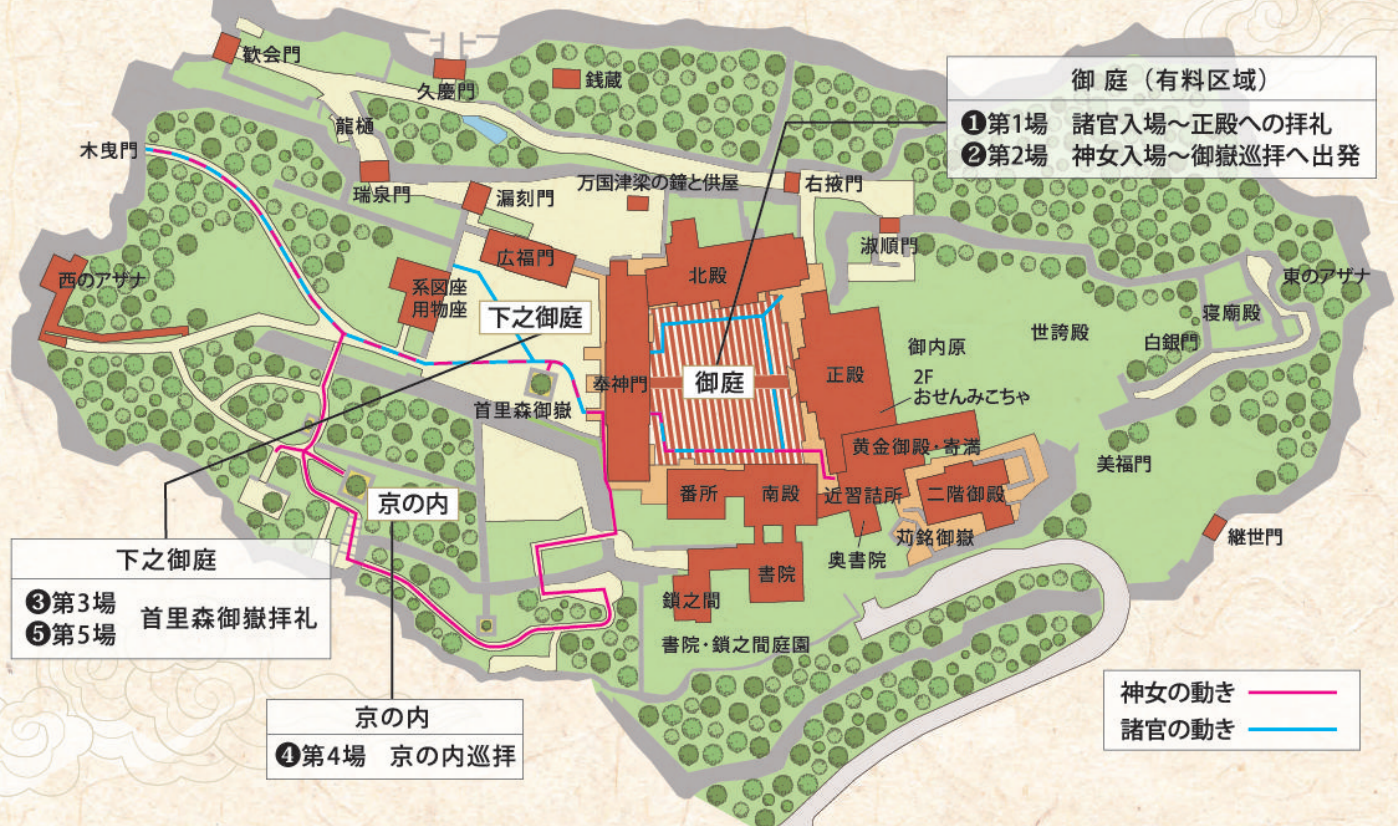 歓会門
久慶門
銭蔵
龍樋
木曳門
瑞泉門
漏刻門
万国津梁の鐘と供屋
右掖門
淑順門
御庭（有料区域）
❶第1場　諸官入場～正殿への拝礼
❷第2場　神女入場～御嶽巡拝へ出発
西のアザナ
系図座
用物座
広福門
下之御庭
北殿
奉神門
御庭
正殿
御内原
2F
おせんみこちゃ
世誇殿
東のアザナ
寝廟殿
白銀門
首里森御嶽
黄金御殿・寄満
美福門
京の内
番所
南殿
近習詰所
二階御殿
奥書院
苅銘御嶽
継世門
書院
鎖之間
書院・鎖之間庭園
下之御庭
❸第3場
❺第5場
首里森御嶽拝礼
京の内
❹第4場　京の内巡拝
神女の動き
諸官の動き